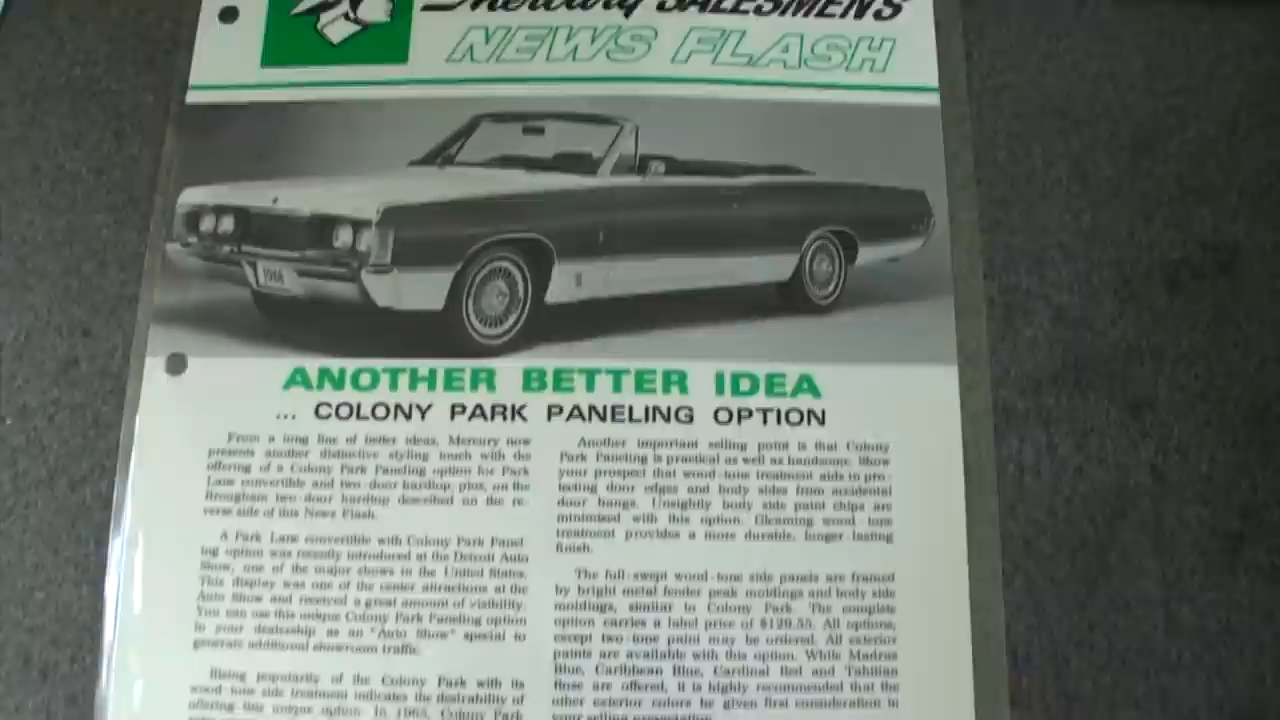 Mercury SALESMEN'S
NEWS FLASH
1968
ANOTHER BETTER IDEA
... COLONY PARK PANELING OPTION
From a long line of better ideas, Mercury now
presents another distinctive styling touch with the
offering of a Colony Park Paneling option for Park
Lane convertible and two-door hardtop, plus, on the
Brougham two-door hardtop described on the re-
verse side of this News Flash.
A Park Lane convertible with Colony Park Panel-
ing option was recently introduced at the Detroit Auto
Show, one of the major shows in the United States.
This display was one of the center attractions at the
Auto Show and received a great amount of visibility.
You can use this unique Colony Park Paneling option
in your dealership as an "Auto Show" special to
generate additional showroom traffic.
Rising popularity of the Colony Park with its
wood-tone side treatment indicates the desirability of
offering this unique option. In 1965, Colony Park
Another important selling point is that Colony
Park Paneling is practical as well as handsome. Show
your prospect that wood-tone treatment aids in pro-
tecting door edges and body sides from accidental
door bangs. Unsightly body side paint chips are
minimized with this option. Gleaming wood-tone
treatment provides a more durable, longer-lasting
finish.
The full-swept wood-tone side panels are framed
by bright metal fender peak moldings and body side
moldings, similar to Colony Park. The complete
option carries a label price of $129.55. All options,
except two-tone paint may be ordered. All exterior
paints are available with this option. While Madras
Blue, Caribbean Blue, Cardinal Red and Tahitian
Rose are offered, it is highly recommended that the
other exterior colors be given first consideration in
your selling presentation.